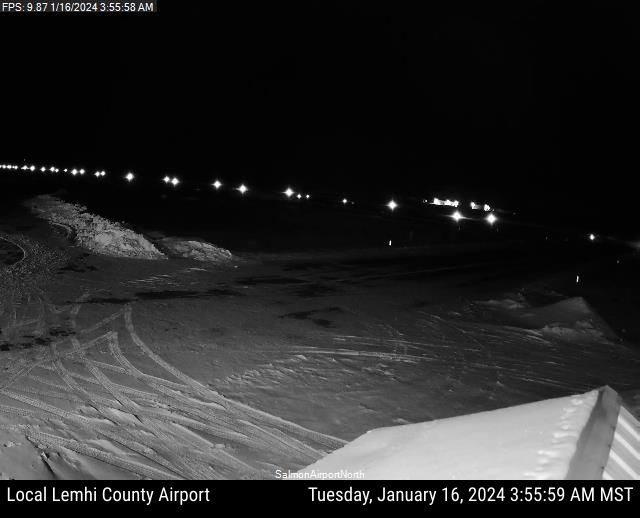 FPS: 9.87 1/16/2024 3:55:58 AM
SalmonAirportNorth
Local Lemhi County Airport
Tuesday, January 16, 2024 3:55:59 AM MST